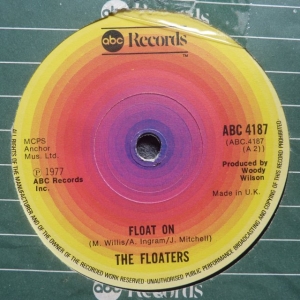 abc Records
TM
MCPS
Anchor
Mus. Ltd.
℗ 1977
ABC Records
Inc.
ABC 4187
(ABC.4187
(A2))
Produced by
Woody
Wilson
Made in U.K.
FLOAT ON
(M. Willis/A. Ingram/J. Mitchell)
THE FLOATERS
ALL RIGHTS OF THE MANUFACTURER AND OF THE OWNER OF THE RECORDED WORK RESERVED · UNAUTHORISED PUBLIC PERFORMANCE BROADCASTING AND COPYING OF THIS RECORD PROHIBITED